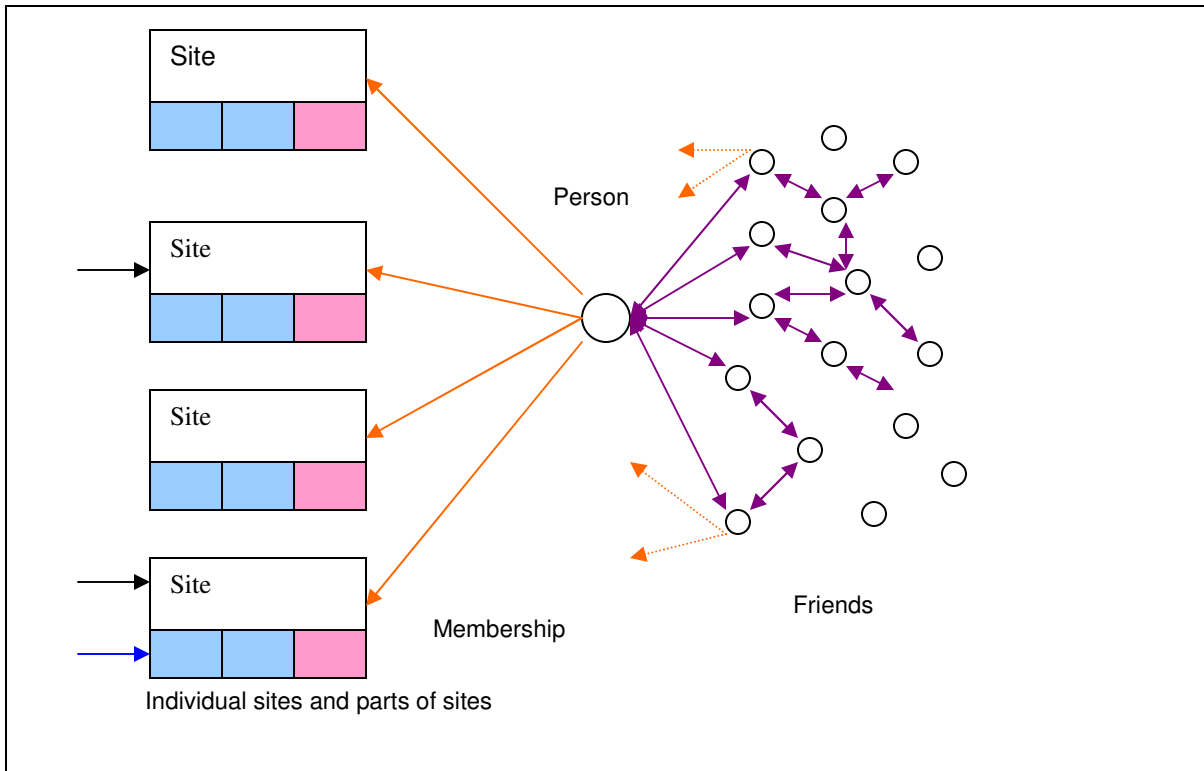 Site
Person
Site
Site
Site
Friends
Membership
Individual sites and parts of sites